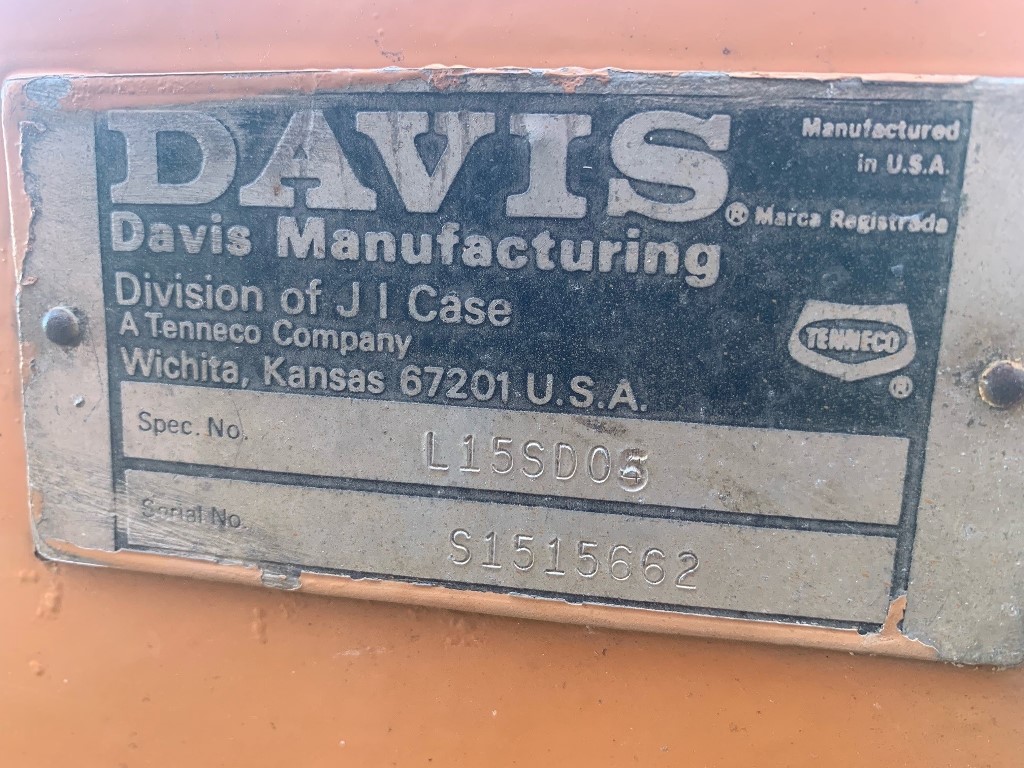 DAVIS
Manufactured
in U.S.A.
® Marca Registrada
Davis Manufacturing
Division of J I Case
A Tenneco Company
Wichita, Kansas 67201 U.S.A.
TENNECO
®
Spec. No.
Serial No. S1515662